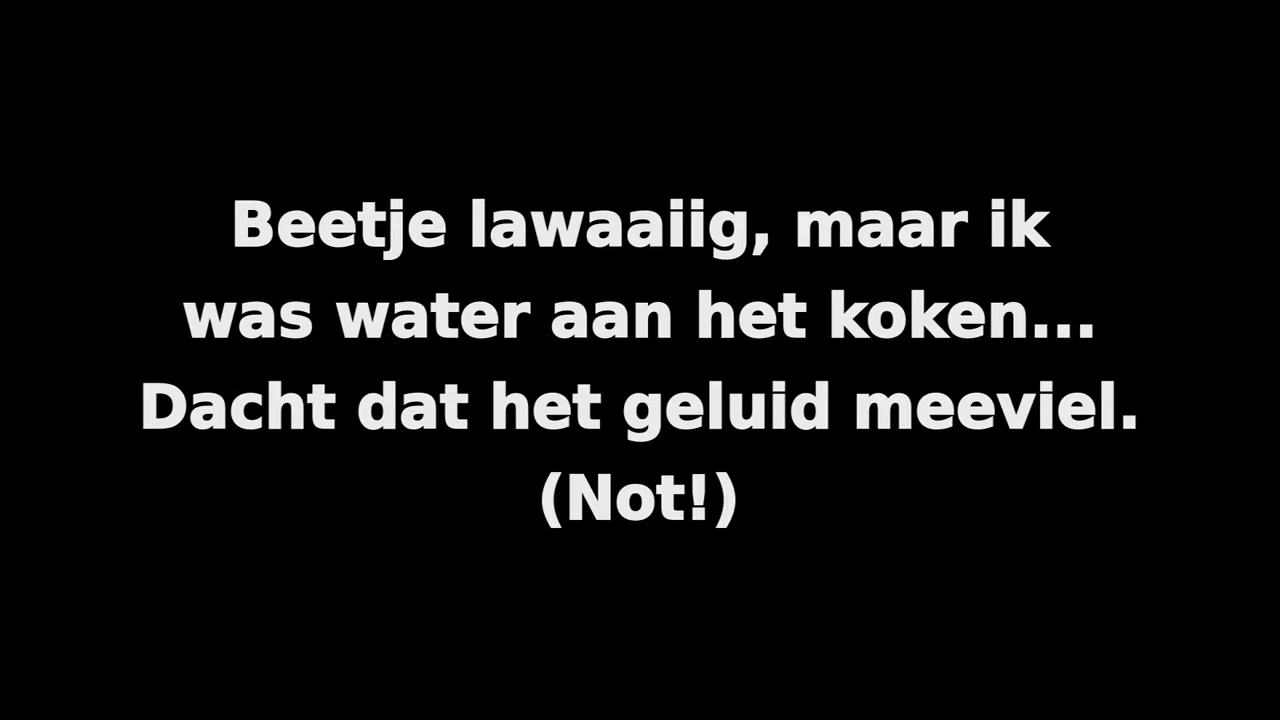 Beetje lawaaiig, maar ik
was water aan het koken...
Dacht dat het geluid meeviel.
(Not!)